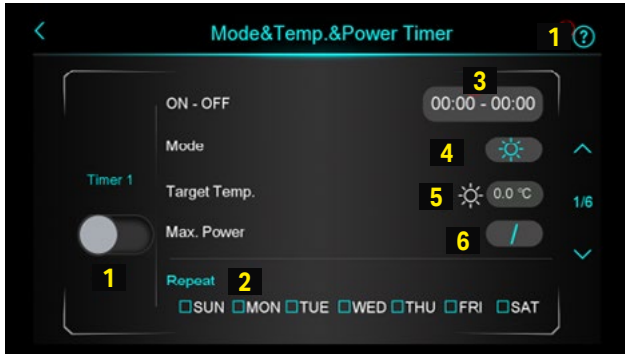 Mode&Temp.&Power Timer 1 ?
3
ON - OFF 00:00 - 00:00
Mode 4
Timer 1
Target Temp. 5 0.0 °C 1/6
Max. Power 6 /
1
Repeat 2
SUN MON TUE WED THU FRI SAT